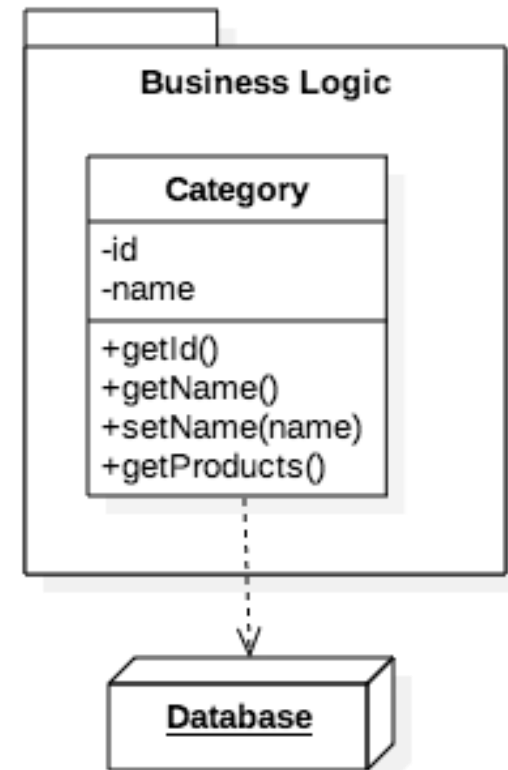 Business Logic
Category
-id
-name
+getId()
+getName()
+setName(name)
+getProducts()
Database